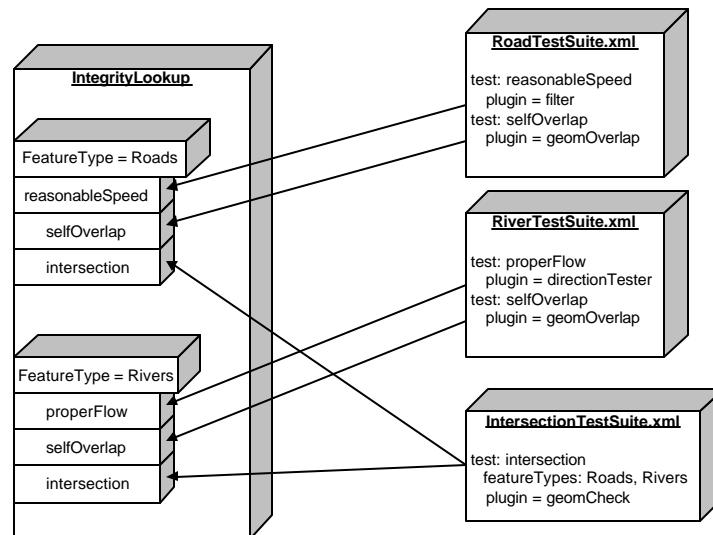 IntegrityLookup
FeatureType = Roads
reasonableSpeed
selfOverlap
intersection
FeatureType = Rivers
properFlow
selfOverlap
intersection
RoadTestSuite.xml
test: reasonableSpeed
plugin = filter
test: selfOverlap
plugin = geomOverlap
RiverTestSuite.xml
test: properFlow
plugin = directionTester
test: selfOverlap
plugin = geomOverlap
IntersectionTestSuite.xml
test: intersection
featureTypes: Roads, Rivers
plugin = geomCheck